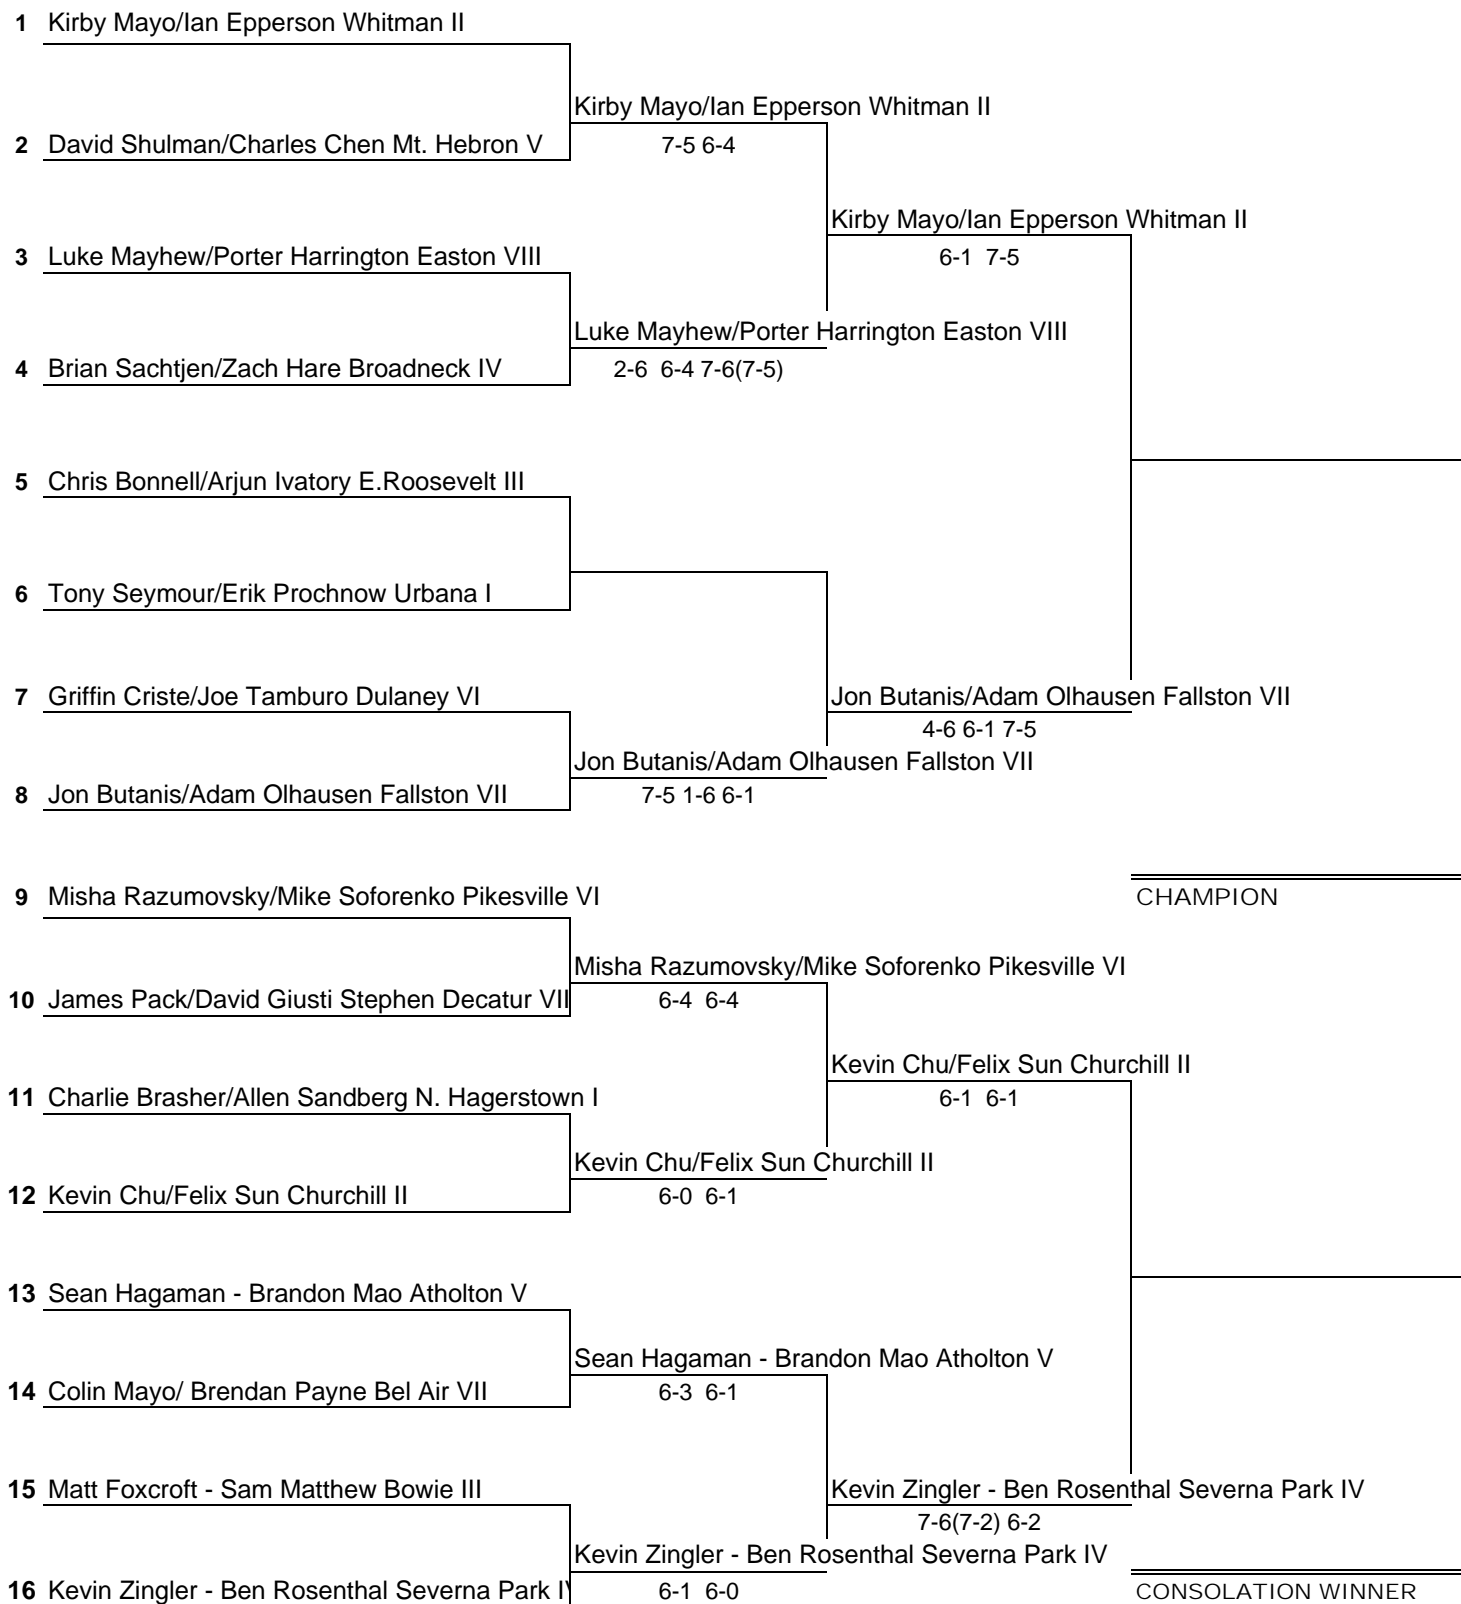 1 Kirby Mayo/Ian Epperson Whitman II
Kirby Mayo/Ian Epperson Whitman II
2 David Shulman/Charles Chen Mt. Hebron V
7-5 6-4
Kirby Mayo/Ian Epperson Whitman II
3 Luke Mayhew/Porter Harrington Easton VIII
6-1 7-5
Luke Mayhew/Porter Harrington Easton VIII
4 Brian Sachtjen/Zach Hare Broadneck IV
2-6 6-4 7-6(7-5)
5 Chris Bonnell/Arjun Ivatory E.Roosevelt III
6 Tony Seymour/Erik Prochnow Urbana I
7 Griffin Criste/Joe Tamburo Dulaney VI
Jon Butanis/Adam Olhausen Fallston VII
4-6 6-1 7-5
Jon Butanis/Adam Olhausen Fallston VII
8 Jon Butanis/Adam Olhausen Fallston VII
7-5 1-6 6-1
9 Misha Razumovsky/Mike Soforenko Pikesville VI
CHAMPION
Misha Razumovsky/Mike Soforenko Pikesville VI
10 James Pack/David Giusti Stephen Decatur VII
6-4 6-4
Kevin Chu/Felix Sun Churchill II
11 Charlie Brasher/Allen Sandberg N. Hagerstown I
6-1 6-1
Kevin Chu/Felix Sun Churchill II
12 Kevin Chu/Felix Sun Churchill II
6-0 6-1
13 Sean Hagaman - Brandon Mao Atholton V
Sean Hagaman - Brandon Mao Atholton V
14 Colin Mayo/ Brendan Payne Bel Air VII
6-3 6-1
15 Matt Foxcroft - Sam Matthew Bowie III
Kevin Zingler - Ben Rosenthal Severna Park IV
7-6(7-2) 6-2
Kevin Zingler - Ben Rosenthal Severna Park IV
16 Kevin Zingler - Ben Rosenthal Severna Park IV
6-1 6-0
CONSOLATION WINNER